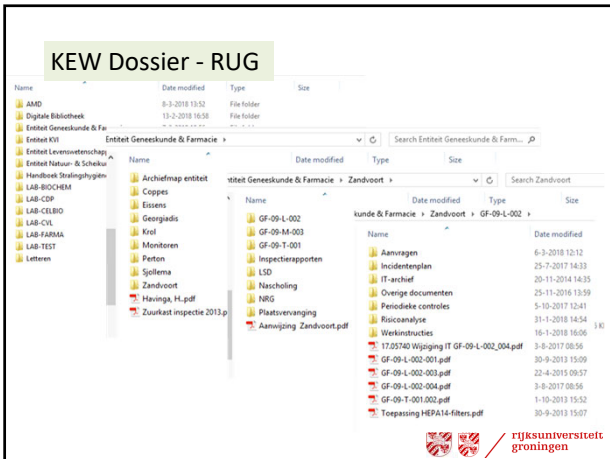 KEW Dossier - RUG
Name Date modified Type Size
AMD 8-3-2018 13:52 File folder
Digitale Bibliotheek 13-2-2018 16:58 File folder
Entiteit Geneeskunde & Far
Entiteit KVI
Entiteit Levenswetenschap
Entiteit Natuur- & Scheikun
Handboek Stralingshygiën
LAB-BIOCHEM
LAB-CDP
LAB-CELBIO
LAB-CVL
LAB-FARMA
LAB-TEST
Letteren
Entiteit Geneeskunde & Farmacie Search Entiteit Geneeskunde & Farm...
Name Date modified Type Size
Archiefmap entiteit
Coppes
Eissens
Georgiadis
Krol
Monitoren
Perton
Sjollema
Zandvoort
Havinga, H..pdf
Zuurkast inspectie 2013.p
ntiteit Geneeskunde & Farmacie Zandvoort Search Zandvoort
Name Date modified Type Size
GF-09-L-002
GF-09-M-003
GF-09-T-001
Inspectierapporten
LSD
Nascholing
NRG
Plaatsvervanging
Aanwijzing Zandvoort.pdf
kunde & Farmacie Zandvoort GF-09-L-002
Name Date modified
Aanvragen 6-3-2018 12:12
Incidentenplan 25-7-2017 14:33
IT-archief 20-11-2014 14:35
Overige documenten 25-11-2016 13:59
Periodieke controles 5-10-2017 12:41
Risicoanalyse 31-1-2018 14:54
Werkinstructies 16-1-2018 16:06
17.05740 Wijziging IT GF-09-L-002_004.pdf 3-8-2017 08:56
GF-09-L-002-001.pdf 30-9-2013 15:09
GF-09-L-002-003.pdf 22-4-2015 09:57
GF-09-L-002-004.pdf 3-8-2017 08:56
GF-09-T-001.002.pdf 1-10-2013 15:52
Toepassing HEPA14-filters.pdf 30-9-2013 15:07
rijksuniversiteit
groningen